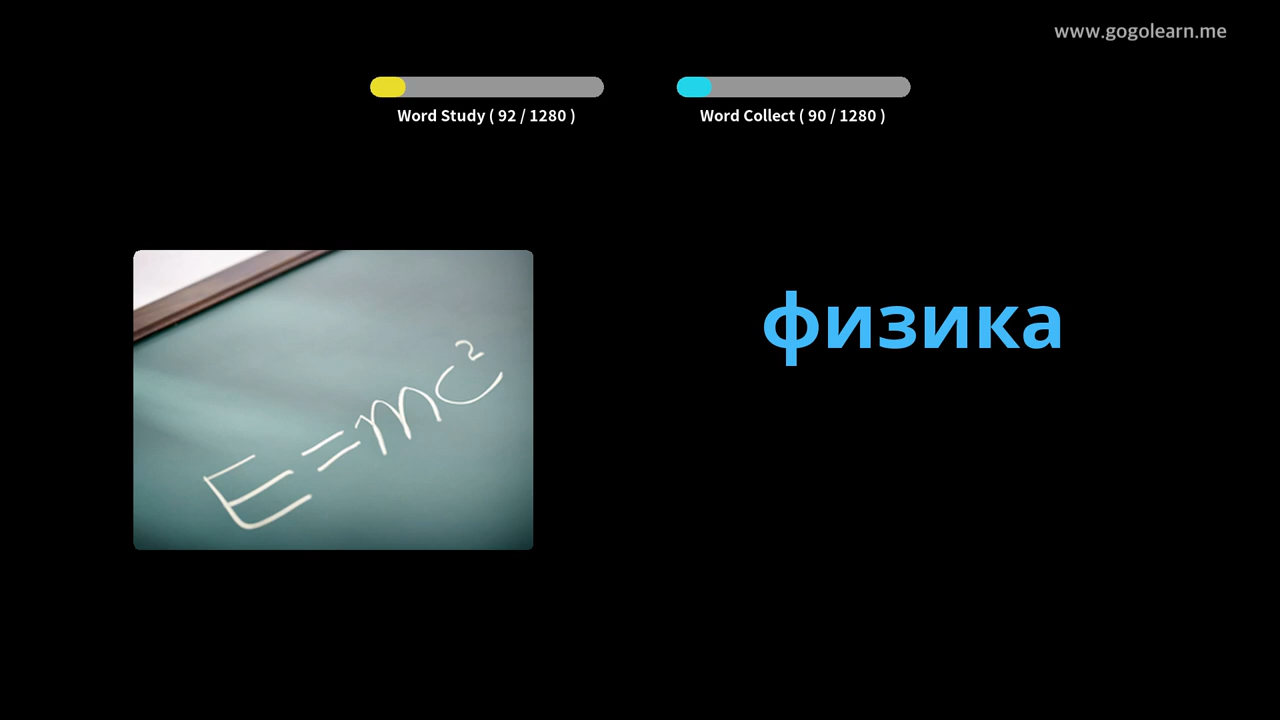 www.gogolearn.me
Word Study ( 92 / 1280 )
Word Collect ( 90 / 1280 )
физика
E=mc²